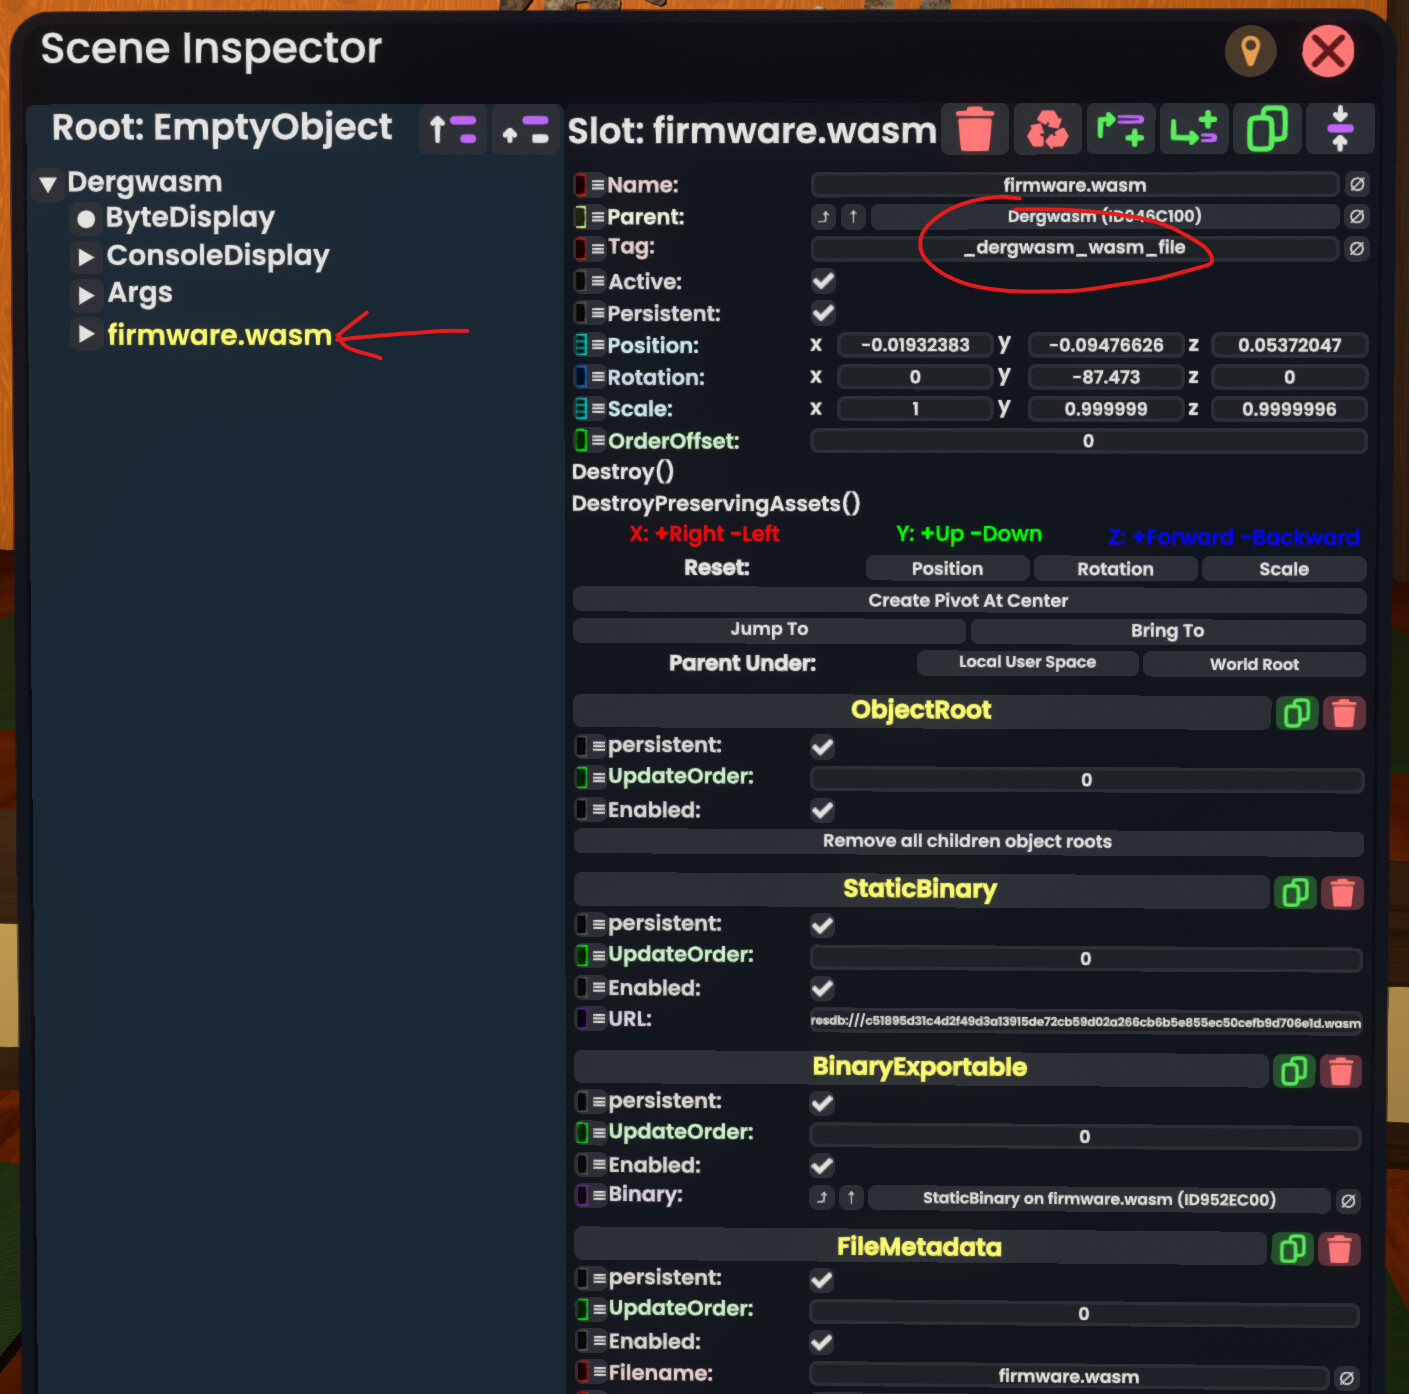 Scene Inspector
Root: EmptyObject
Dergwasm
ByteDisplay
ConsoleDisplay
Args
firmware.wasm
Slot: firmware.wasm
Name: firmware.wasm
Parent: Dergwasm (ID946C100)
Tag: _dergwasm_wasm_file
Active:
Persistent:
Position: x -0.01932383 y -0.09476626 z 0.05372047
Rotation: x 0 y -87.473 z 0
Scale: x 1 y 0.999999 z 0.9999996
OrderOffset: 0
Destroy()
DestroyPreservingAssets()
X: +Right -Left Y: +Up -Down Z: +Forward -Backward
Reset: Position Rotation Scale
Create Pivot At Center
Jump To Bring To
Parent Under: Local User Space World Root
ObjectRoot
persistent:
UpdateOrder: 0
Enabled:
Remove all children object roots
StaticBinary
persistent:
UpdateOrder: 0
Enabled:
URL: resdb:///c51895d31c4d2f49d3a13915de72cb59d02a266cb6b5e855ec50cefb9d706e1d.wasm
BinaryExportable
persistent:
UpdateOrder: 0
Enabled:
Binary: StaticBinary on firmware.wasm (ID952EC00)
FileMetadata
persistent:
UpdateOrder: 0
Enabled:
Filename: firmware.wasm